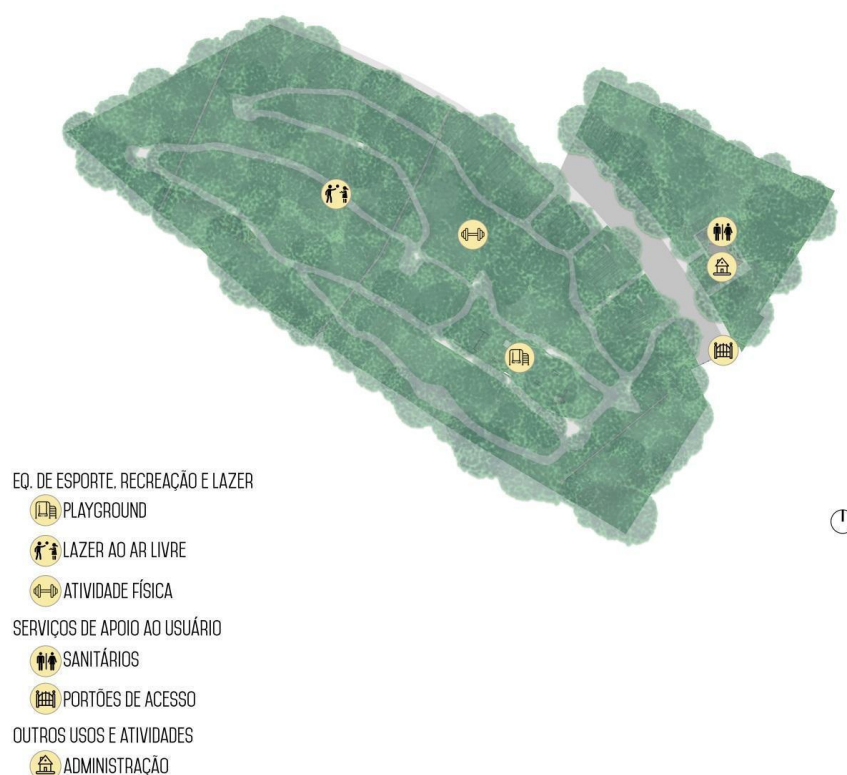 EQ. DE ESPORTE, RECREAÇÃO E LAZER
PLAYGROUND
LAZER AO AR LIVRE
ATIVIDADE FÍSICA
SERVIÇOS DE APOIO AO USUÁRIO
SANITÁRIOS
PORTÕES DE ACESSO
OUTROS USOS E ATIVIDADES
ADMINISTRAÇÃO